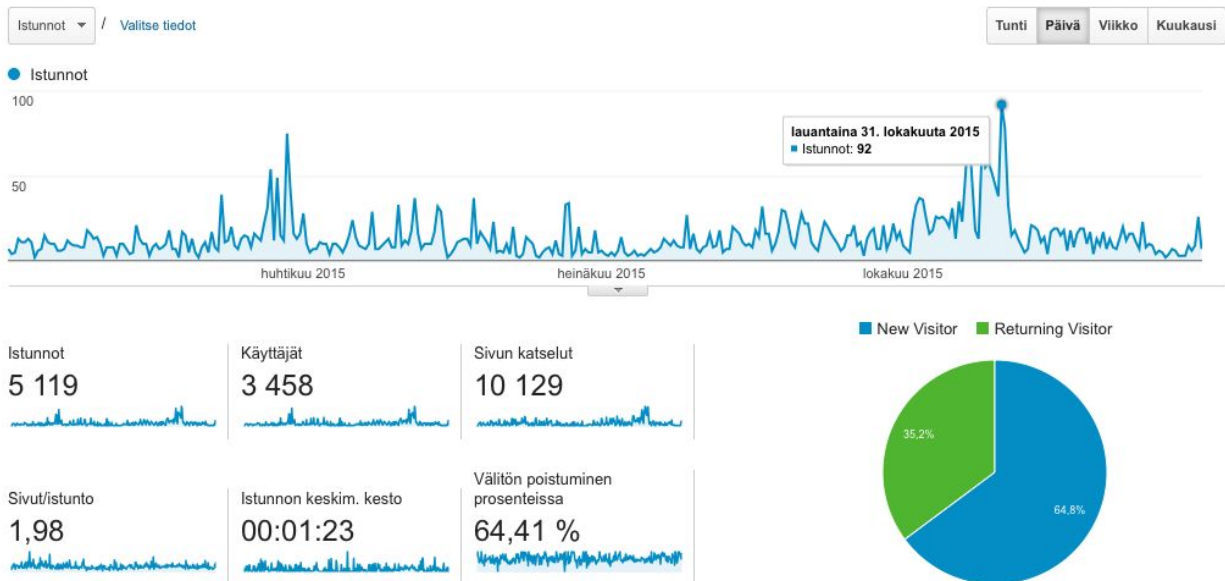 Istunnot / Valitse tiedot
Tunti Päivä Viikko Kuukausi
Istunnot
100
lauantaina 31. lokakuuta 2015
Istunnot: 92
50
huhtikuu 2015 heinäkuu 2015 lokakuu 2015
New Visitor Returning Visitor
Istunnot
5 119
Käyttäjät
3 458
Sivun katselut
10 129
35,2%
64,8%
Sivut/istunto
1,98
Istunnon keskim. kesto
00:01:23
Välitön poistuminen
prosenteissa
64,41 %